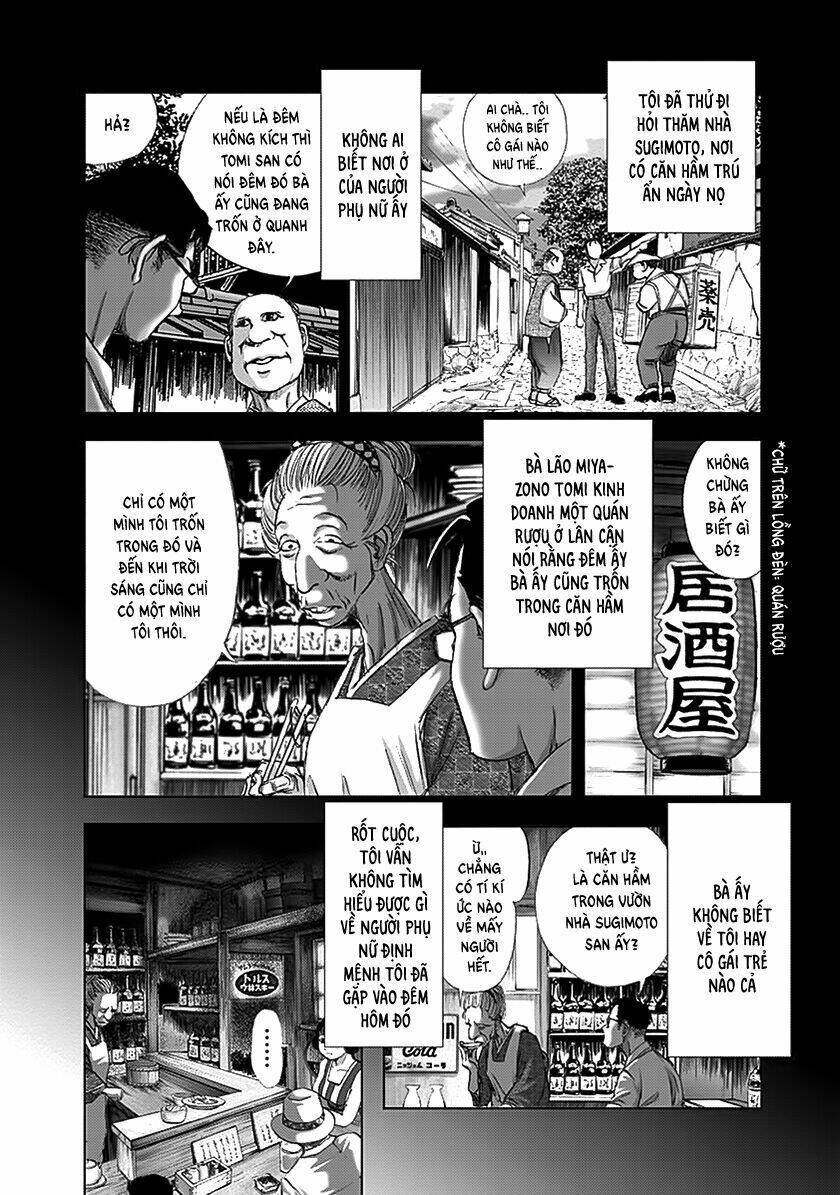 TÔI ĐÃ THỬ ĐI
HỎI THĂM NHÀ
SUGIMOTO, NƠI
CÓ CĂN HẦM TRÚ
ẨN NGÀY NỌ
AI CHÀ.. TÔI
KHÔNG BIẾT
CÔ GÁI NÀO
NHƯ THẾ..
薬売
KHÔNG AI
BIẾT NƠI Ở
CỦA NGƯỜI
PHỤ NỮ ẤY
NẾU LÀ ĐÊM
KHÔNG KÍCH THÌ
TOMI SAN CÓ
NÓI ĐÊM ĐÓ BÀ
ẤY CŨNG ĐANG
TRỐN Ở QUANH
ĐÂY.
HẢ?
KHÔNG
CHỪNG
BÀ ẤY
BIẾT GÌ
ĐÓ?
*CHỮ TRÊN LỒNG ĐÈN: QUÁN RƯỢU
居酒屋
BÀ LÃO MIYA-
ZONO TOMI KINH
DOANH MỘT QUÁN
RƯỢU Ở LÂN CẬN
NÓI RẰNG ĐÊM ẤY
BÀ ẤY CŨNG TRỐN
TRONG CĂN HẦM
NƠI ĐÓ
CHỈ CÓ MỘT
MÌNH TÔI TRỐN
TRONG ĐÓ VÀ
ĐẾN KHI TRỜI
SÁNG CŨNG CHỈ
CÓ MỘT MÌNH
TÔI THÔI.
BÀ ẤY
KHÔNG BIẾT
VỀ TÔI HAY
CÔ GÁI TRẺ
NÀO CẢ
THẬT Ư?
LÀ CĂN HẦM
TRONG VƯỜN
NHÀ SUGIMOTO
SAN ẤY?
Ừ..
CHẲNG
CÓ TÍ KÍ
ỨC NÀO
VỀ MẤY
NGƯỜI
HẾT.
Cold
RỐT CUỘC,
TÔI VẪN
KHÔNG TÌM
HIỂU ĐƯỢC GÌ
VỀ NGƯỜI PHỤ
NỮ ĐỊNH
MỆNH TÔI ĐÃ
GẶP VÀO ĐÊM
HÔM ĐÓ
トルス
ウ井スキー
......